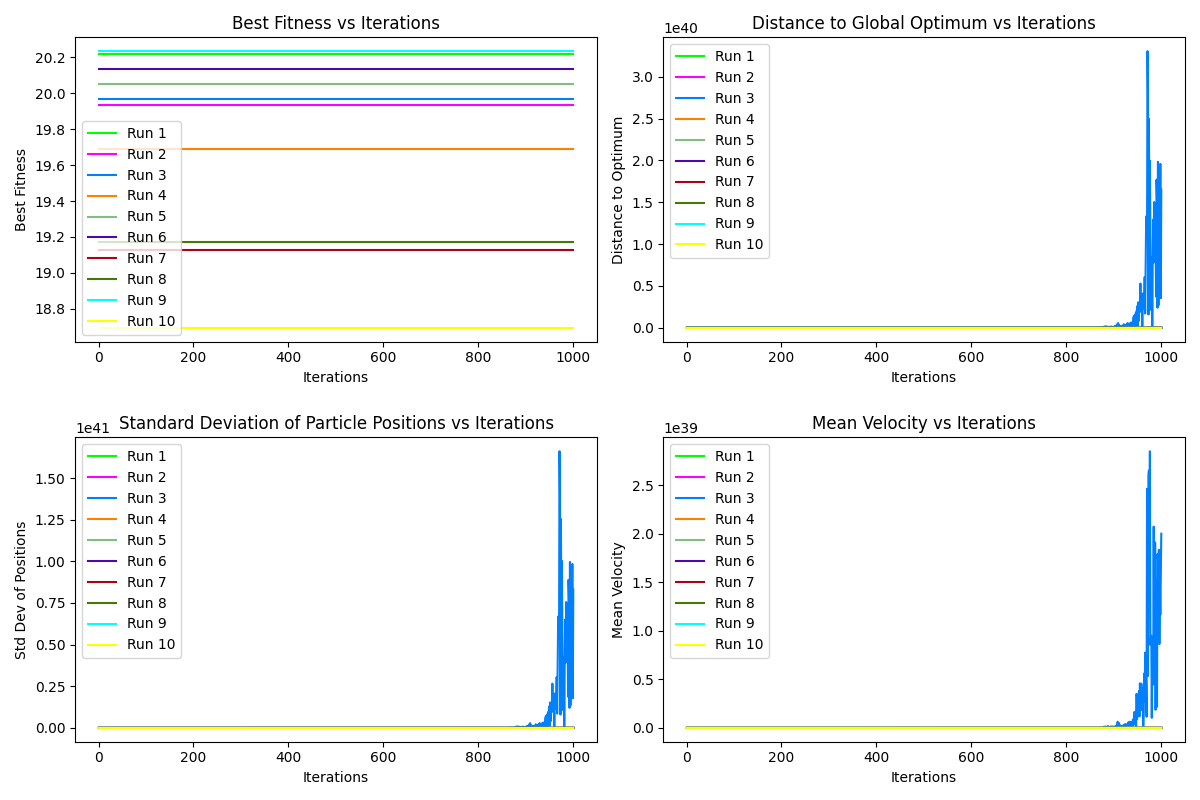 Best Fitness vs Iterations
Best Fitness
20.2
20.0
19.8
19.6
19.4
19.2
19.0
18.8
Run 1
Run 2
Run 3
Run 4
Run 5
Run 6
Run 7
Run 8
Run 9
Run 10
0 200 400 600 800 1000
Iterations
Distance to Global Optimum vs Iterations
1e40
Distance to Optimum
3.0
2.5
2.0
1.5
1.0
0.5
0.0
Run 1
Run 2
Run 3
Run 4
Run 5
Run 6
Run 7
Run 8
Run 9
Run 10
0 200 400 600 800 1000
Iterations
Standard Deviation of Particle Positions vs Iterations
1e41
Std Dev of Positions
1.50
1.25
1.00
0.75
0.50
0.25
0.00
Run 1
Run 2
Run 3
Run 4
Run 5
Run 6
Run 7
Run 8
Run 9
Run 10
0 200 400 600 800 1000
Iterations
Mean Velocity vs Iterations
1e39
Mean Velocity
2.5
2.0
1.5
1.0
0.5
0.0
Run 1
Run 2
Run 3
Run 4
Run 5
Run 6
Run 7
Run 8
Run 9
Run 10
0 200 400 600 800 1000
Iterations